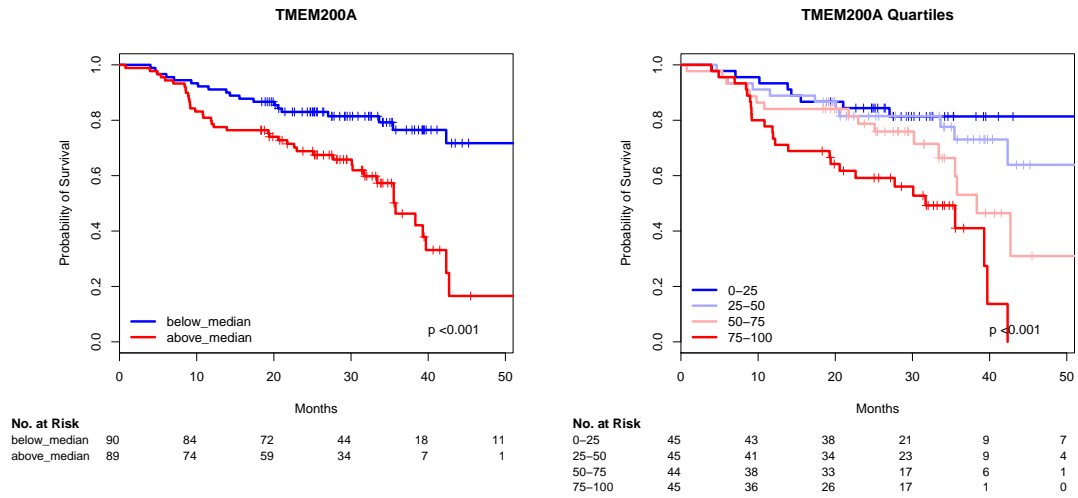 TMEM200A
Probability of Survival
1.0
0.8
0.6
0.4
0.2
0.0
below_median
above_median
p <0.001
0 10 20 30 40 50
Months
No. at Risk
below_median 90 84 72 44 18 11
above_median 89 74 59 34 7 1
TMEM200A Quartiles
Probability of Survival
1.0
0.8
0.6
0.4
0.2
0.0
0−25
25−50
50−75
75−100
p <0.001
0 10 20 30 40 50
Months
No. at Risk
0−25 45 43 38 21 9 7
25−50 45 41 34 23 9 4
50−75 44 38 33 17 6 1
75−100 45 36 26 17 1 0